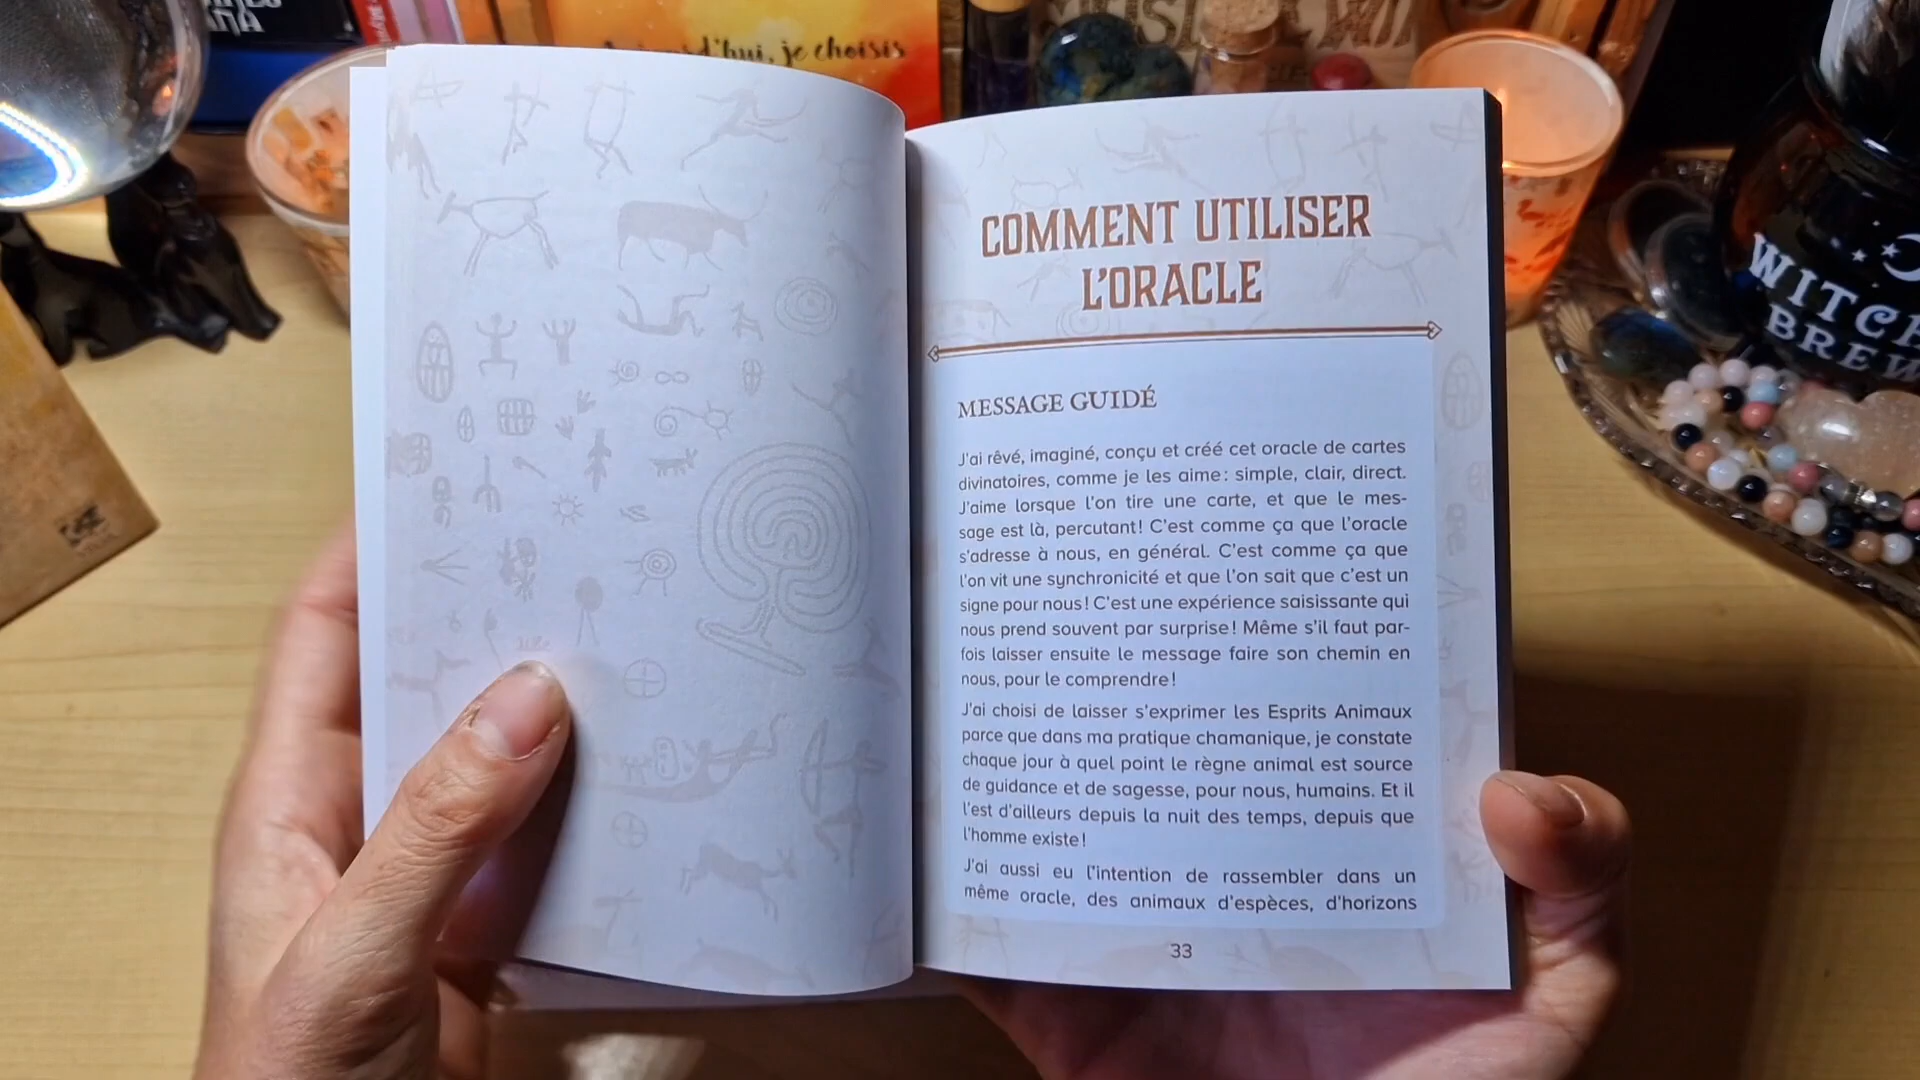 Aujourd'hui, je choisis
COMMENT UTILISER
L'ORACLE
MESSAGE GUIDÉ
J'ai rêvé, imaginé, conçu et créé cet oracle de cartes
divinatoires, comme je les aime : simple, clair, direct.
J'aime lorsque l'on tire une carte, et que le mes-
sage est là, percutant ! C'est comme ça que l'oracle
s'adresse à nous, en général. C'est comme ça que
l'on vit une synchronicité et que l'on sait que c'est un
signe pour nous ! C'est une expérience saisissante qui
nous prend souvent par surprise ! Même s'il faut par-
fois laisser ensuite le message faire son chemin en
nous, pour le comprendre !
J'ai choisi de laisser s'exprimer les Esprits Animaux
parce que dans ma pratique chamanique, je constate
chaque jour à quel point le règne animal est source
de guidance et de sagesse, pour nous, humains. Et il
l'est d'ailleurs depuis la nuit des temps, depuis que
l'homme existe !
J'ai aussi eu l'intention de rassembler dans un
même oracle, des animaux d'espèces, d'horizons
33
WITCH
BREW